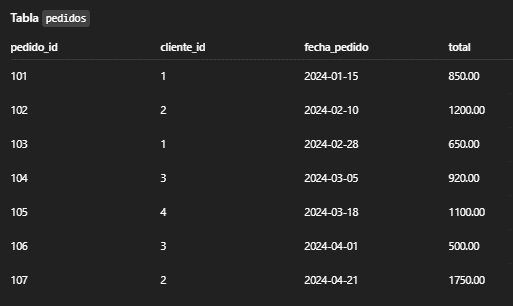 Tabla pedidos
pedido_id cliente_id fecha_pedido total
101 1 2024-01-15 850.00
102 2 2024-02-10 1200.00
103 1 2024-02-28 650.00
104 3 2024-03-05 920.00
105 4 2024-03-18 1100.00
106 3 2024-04-01 500.00
107 2 2024-04-21 1750.00